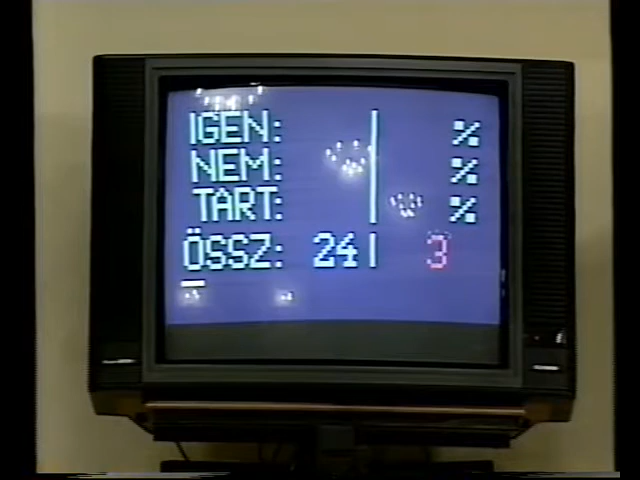 IGEN: | %
NEM: | %
TART: | %
ÖSSZ: 24 | 3